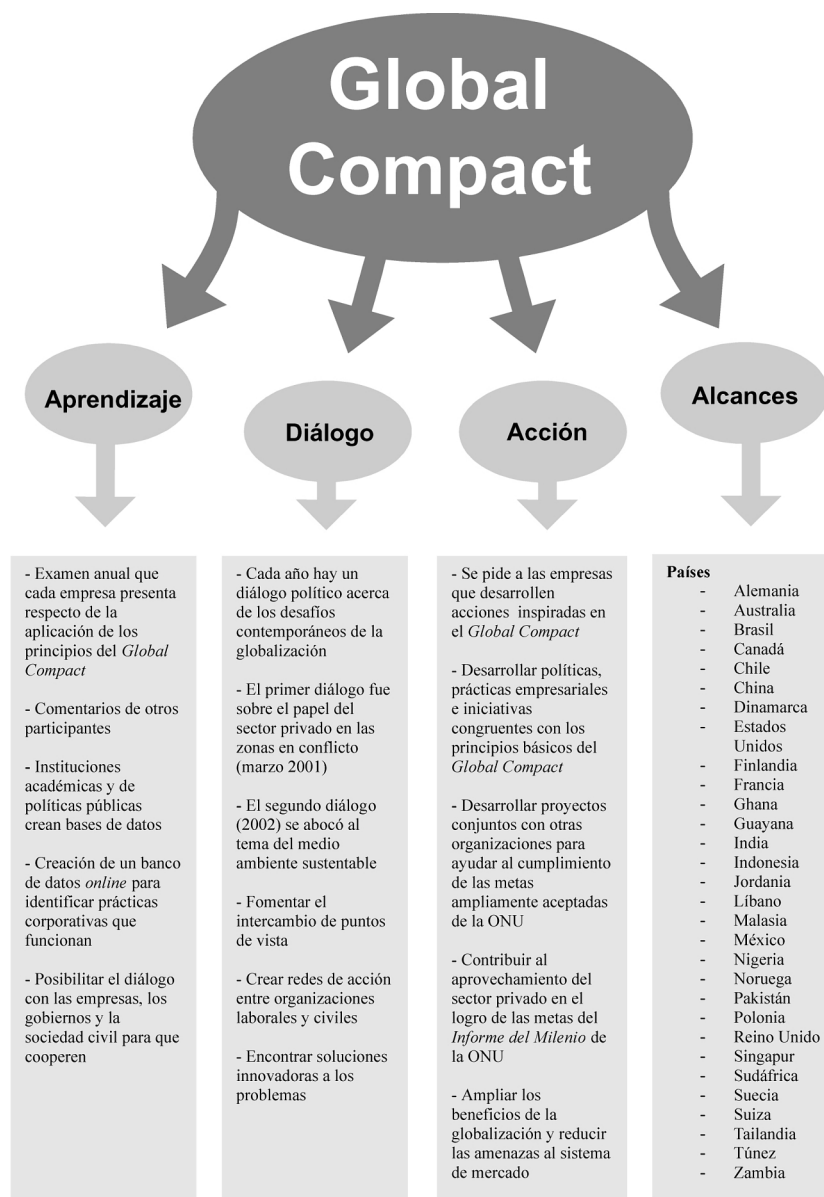 Global
Compact
Aprendizaje
Diálogo
Acción
Alcances
- Examen anual que
cada empresa presenta
respecto de la
aplicación de los
principios del Global
Compact
- Comentarios de otros
participantes
- Instituciones
académicas y de
políticas públicas
crean bases de datos
- Creación de un banco
de datos online para
identificar prácticas
corporativas que
funcionan
- Posibilitar el diálogo
con las empresas, los
gobiernos y la
sociedad civil para que
cooperen
- Cada año hay un
diálogo político acerca
de los desafíos
contemporáneos de la
globalización
- El primer diálogo fue
sobre el papel del
sector privado en las
zonas en conflicto
(marzo 2001)
- El segundo diálogo
(2002) se abocó al
tema del medio
ambiente sustentable
- Fomentar el
intercambio de puntos
de vista
- Crear redes de acción
entre organizaciones
laborales y civiles
- Encontrar soluciones
innovadoras a los
problemas
- Se pide a las empresas
que desarrollen
acciones inspiradas en
el Global Compact
- Desarrollar políticas,
prácticas empresariales
e iniciativas
congruentes con los
principios básicos del
Global Compact
- Desarrollar proyectos
conjuntos con otras
organizaciones para
ayudar al cumplimiento
de las metas
ampliamente aceptadas
de la ONU
- Contribuir al
aprovechamiento del
sector privado en el
logro de las metas del
Informe del Milenio de
la ONU
- Ampliar los
beneficios de la
globalización y reducir
las amenazas al sistema
de mercado
Países
- Alemania
- Australia
- Brasil
- Canadá
- Chile
- China
- Dinamarca
- Estados
Unidos
- Finlandia
- Francia
- Ghana
- Guayana
- India
- Indonesia
- Jordania
- Líbano
- Malasia
- México
- Nigeria
- Noruega
- Pakistán
- Polonia
- Reino Unido
- Singapur
- Sudáfrica
- Suecia
- Suiza
- Tailandia
- Túnez
- Zambia